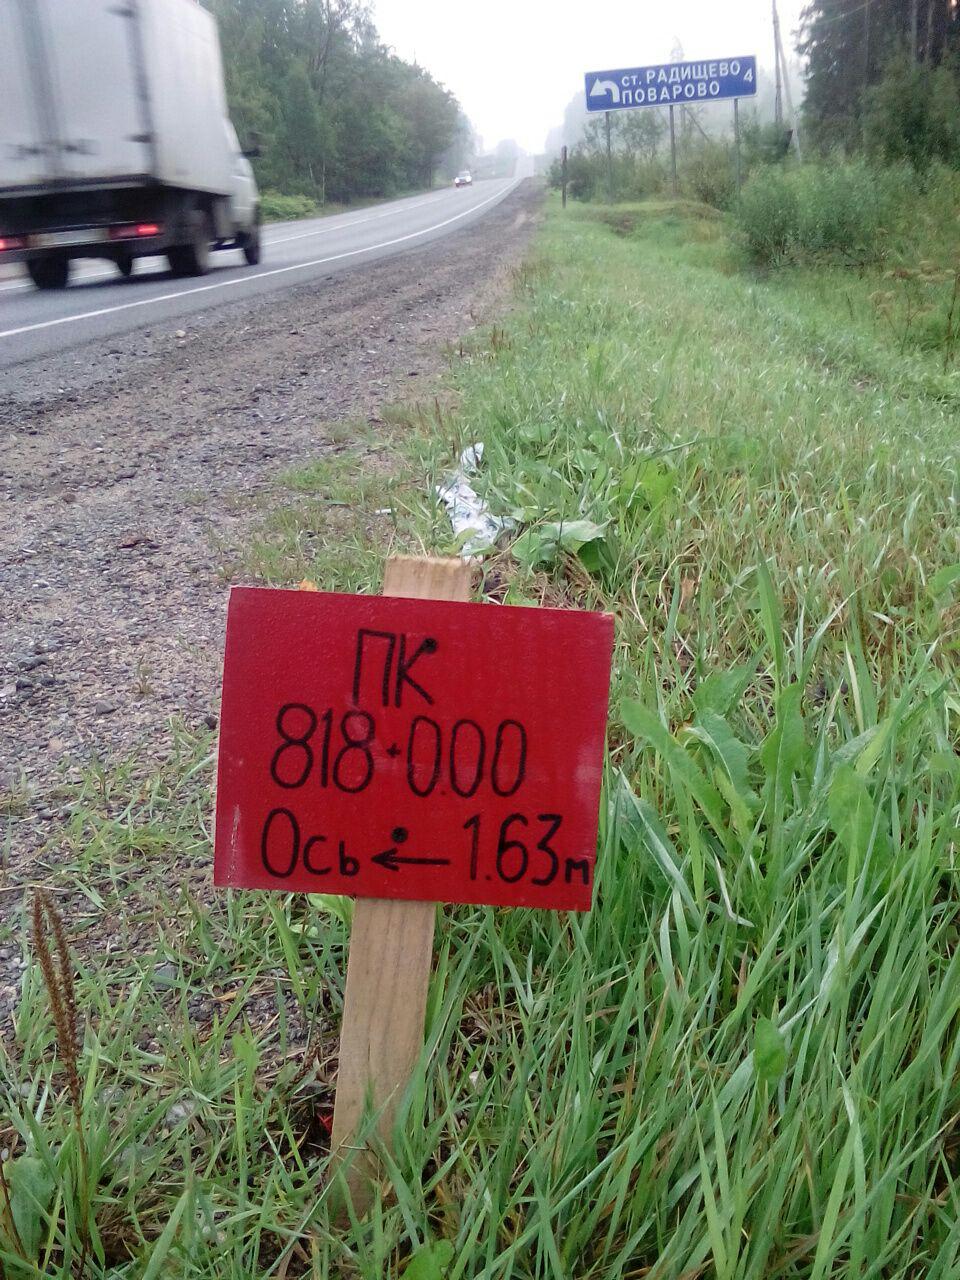 ст. РАДИЩЕВО 4
ПОВАРОВО
ПК
818+0.00
Ось ← 1.63м